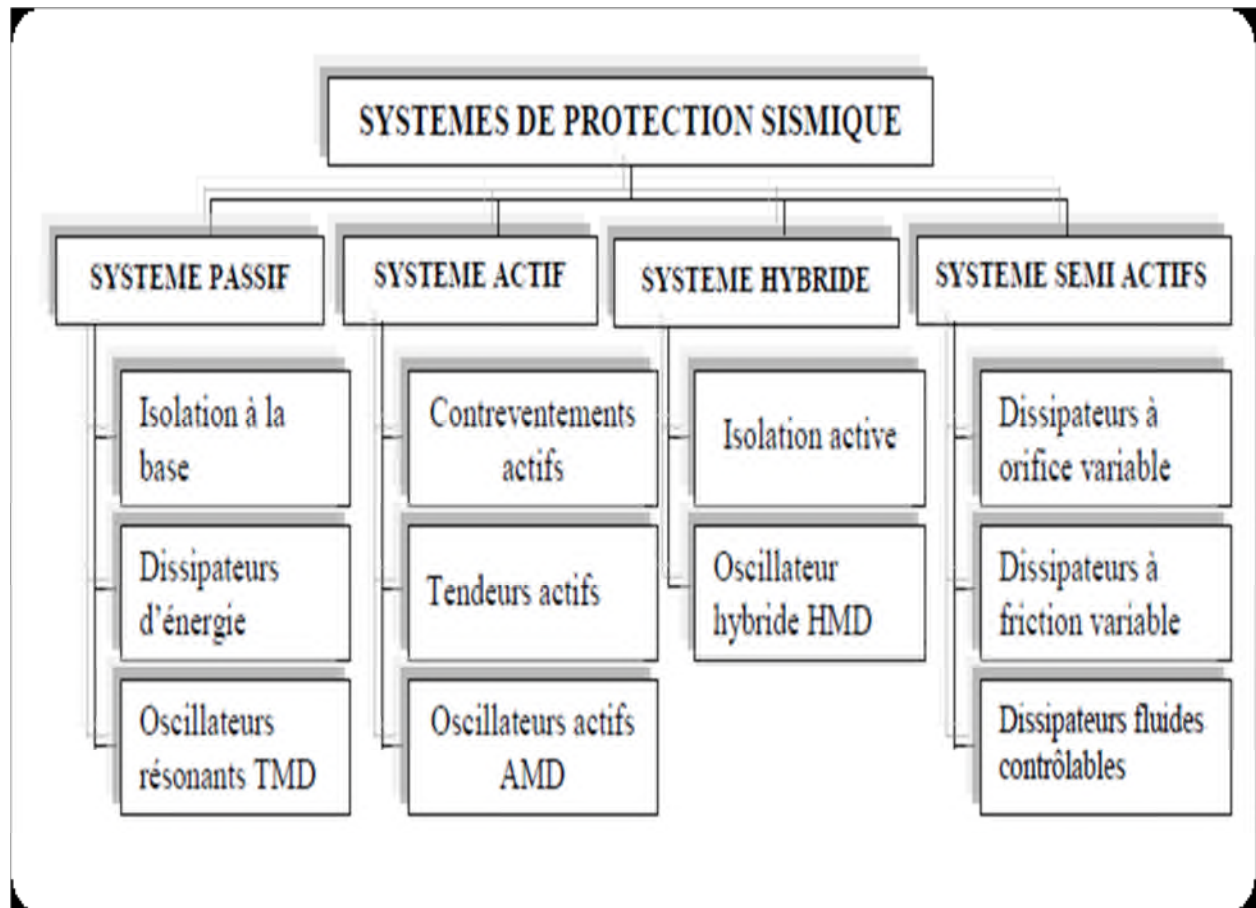 SYSTEMES DE PROTECTION SISMIQUE
SYSTEME PASSIF
Isolation à la
base
Dissipateurs
d’énergie
Oscillateurs
résonants TMD
SYSTEME ACTIF
Contreventements
actifs
Tendeurs actifs
Oscillateurs actifs
AMD
SYSTEME HYBRIDE
Isolation active
Oscillateur
hybride HMD
SYSTEME SEMI ACTIFS
Dissipateurs à
orifice variable
Dissipateurs à
friction variable
Dissipateurs fluides
contrôlables